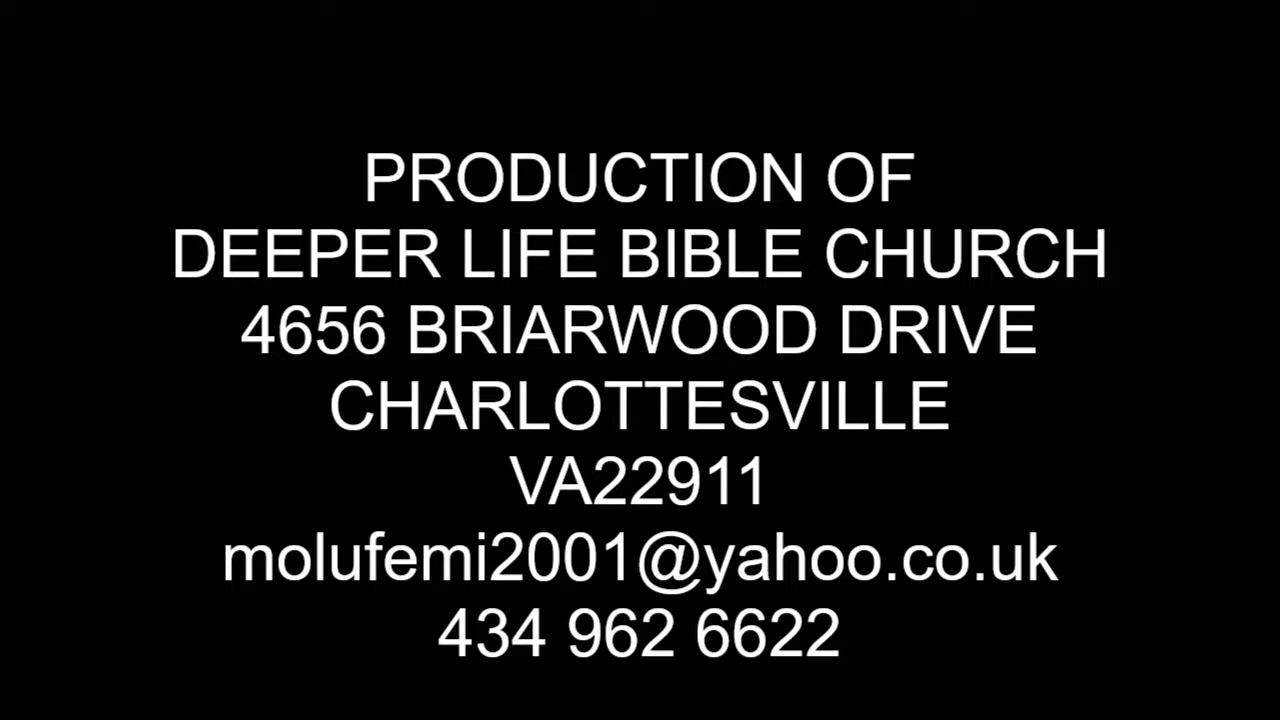 PRODUCTION OF
DEEPER LIFE BIBLE CHURCH
4656 BRIARWOOD DRIVE
CHARLOTTESVILLE
VA22911
molufemi2001@yahoo.co.uk
434 962 6622